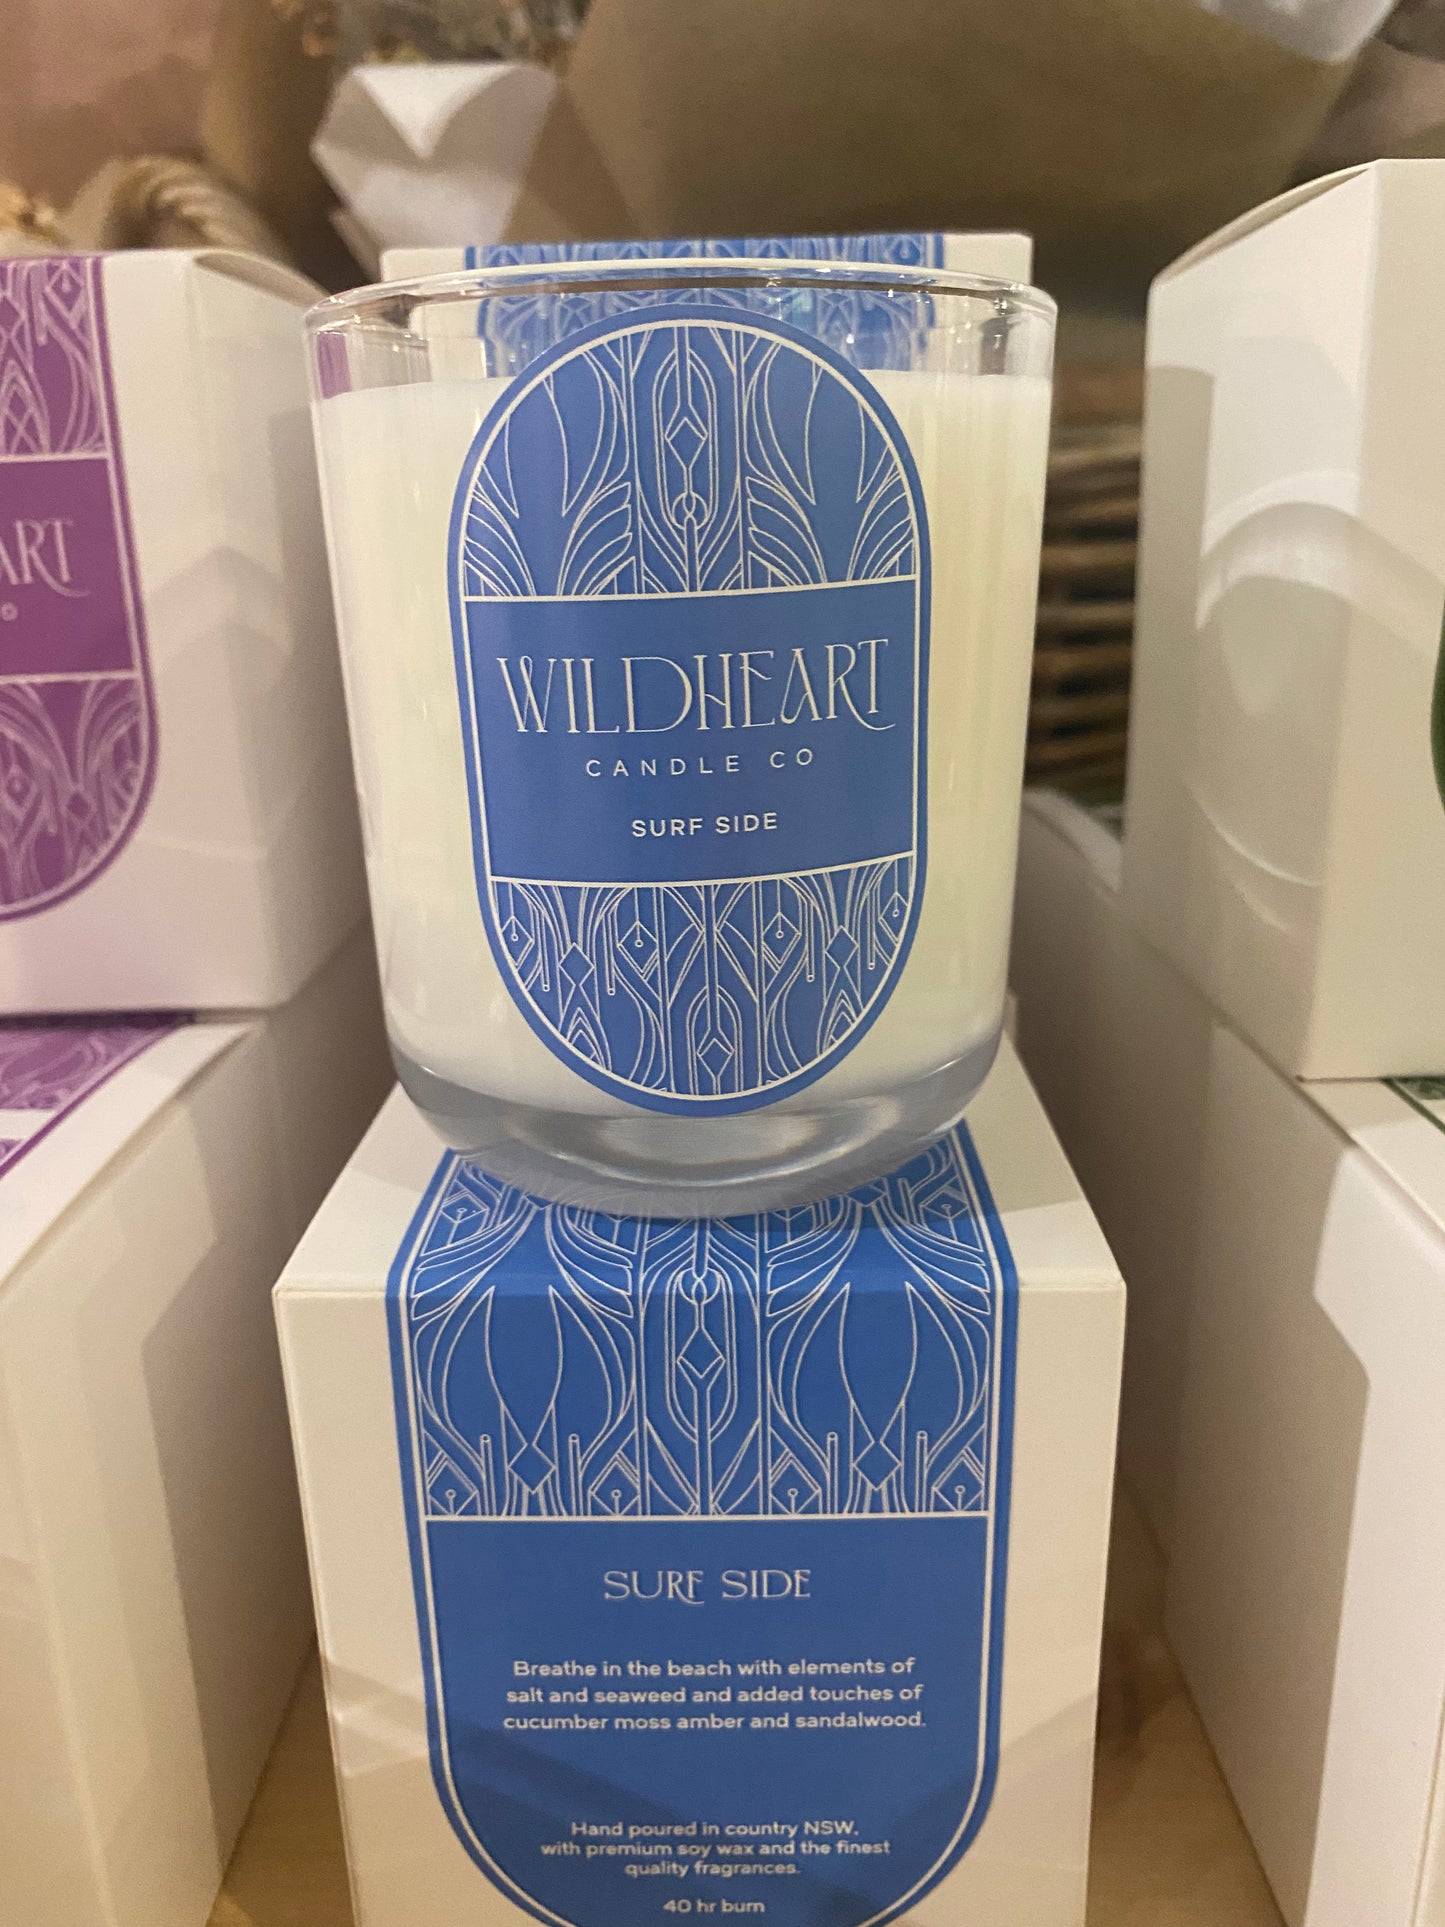 WILDHEART
CANDLE CO
SURF SIDE
SURF SIDE
Breathe in the beach with elements of
salt and seaweed and added touches of
cucumber moss amber and sandalwood.
Hand poured in country NSW,
with premium soy wax and the finest
quality fragrances.
40 hr burn